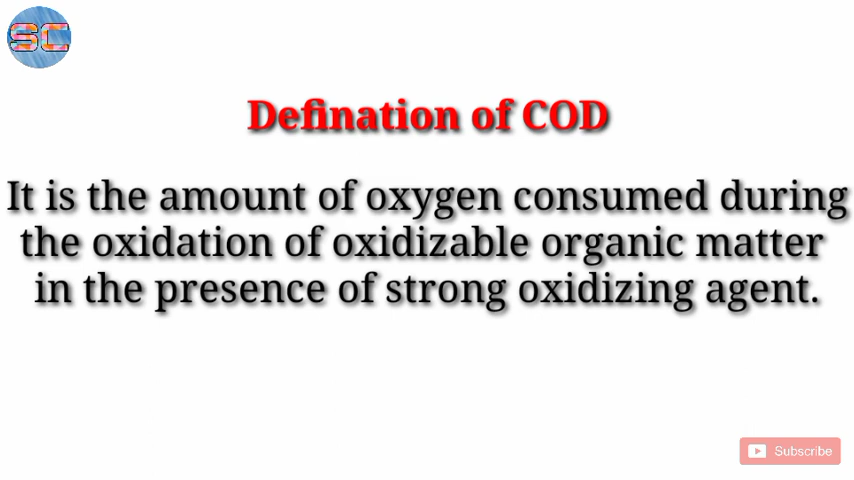 SC
Defination of COD
It is the amount of oxygen consumed during
the oxidation of oxidizable organic matter
in the presence of strong oxidizing agent.
Subscribe